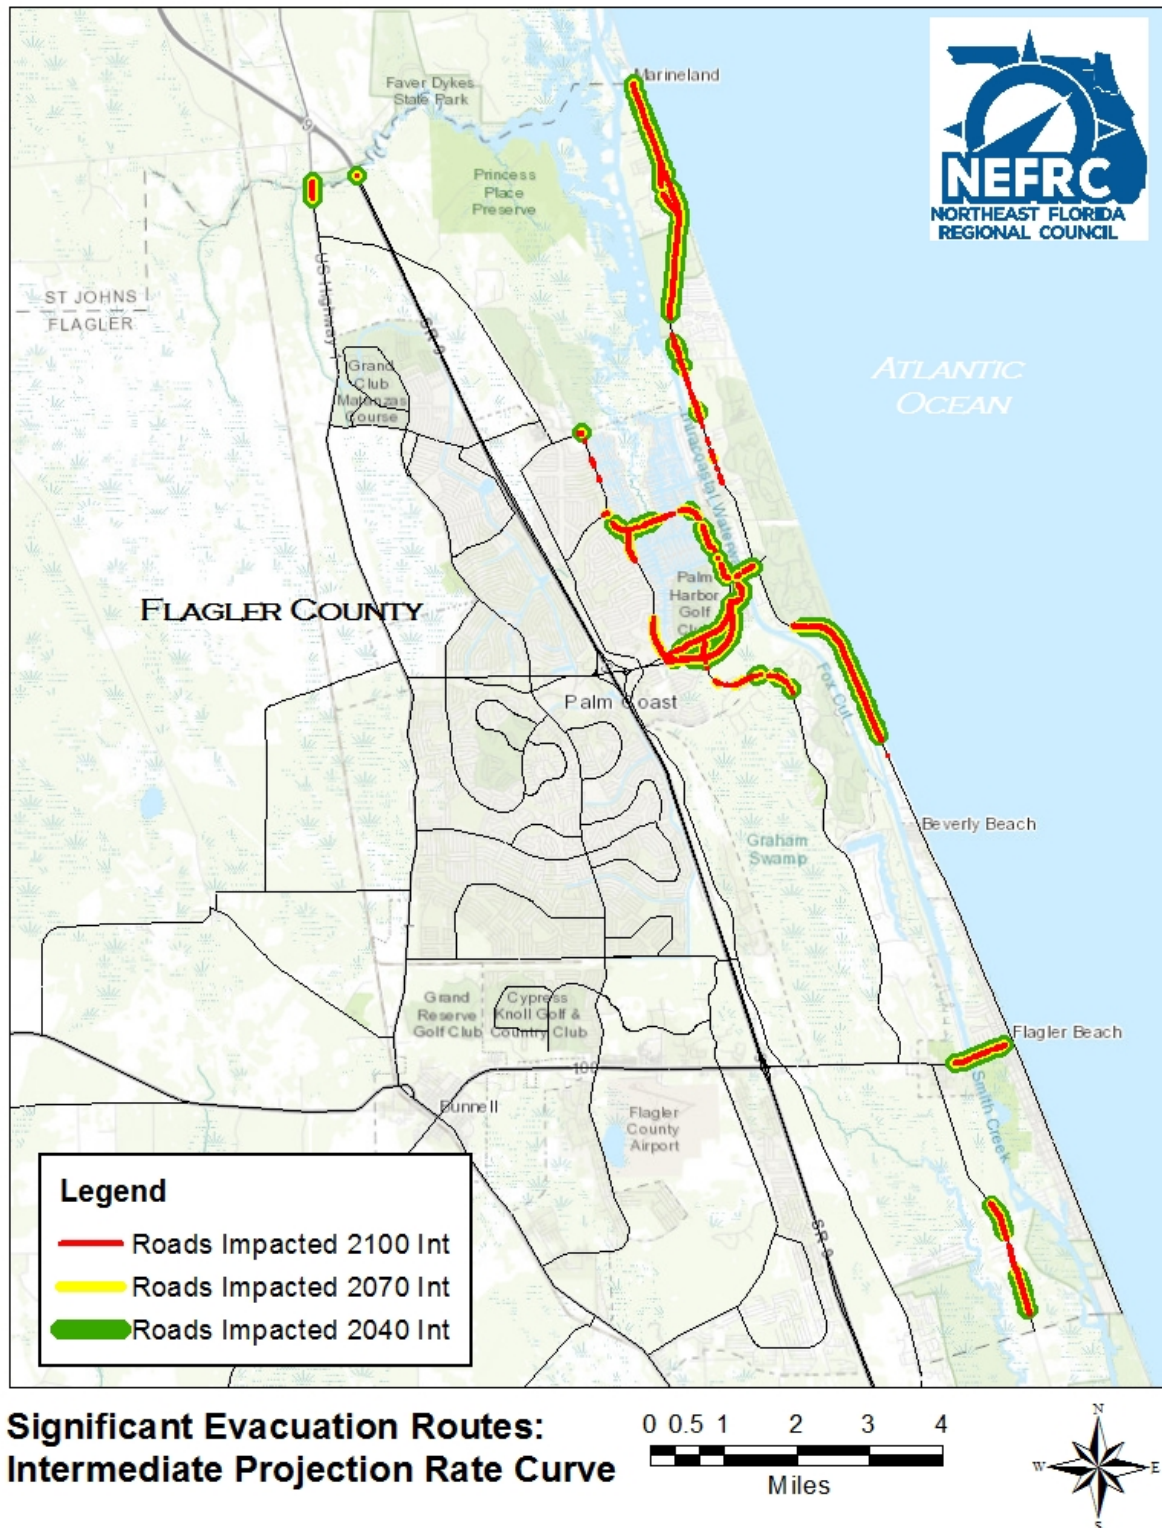 Marineland
Faver Dykes
State Park
9
Princess
Place
Preserve
NEFRC
NORTHEAST FLORIDA
REGIONAL COUNCIL
US Highway 1
ST JOHNS
FLAGLER
SR 9
Grand
Club
Matanzas
Course
ATLANTIC
OCEAN
Intracoastal Waterway
Palm
Harbor
Golf
Club
FLAGLER COUNTY
Fox Cut
Palm Coast
Beverly Beach
Graham
Swamp
Grand
Reserve
Golf Club
Cypress
Knoll Golf &
Country Club
Flagler Beach
100
Smith Creek
Bunnell
Flagler
County
Airport
SR 9
Legend
Roads Impacted 2100 Int
Roads Impacted 2070 Int
Roads Impacted 2040 Int
Significant Evacuation Routes:
Intermediate Projection Rate Curve
0 0.5 1 2 3 4
Miles
N
W E
S